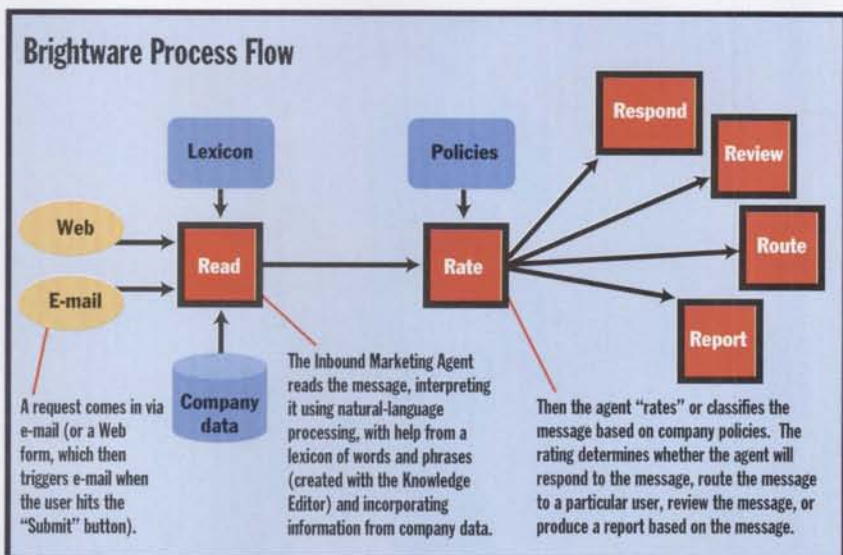 Brightware Process Flow
Respond
Lexicon
Policies
Review
Web
Read
Rate
Route
E-mail
Report
Company
data
A request comes in via
e-mail (or a Web
form, which then
triggers e-mail when
the user hits the
“Submit” button).
The Inbound Marketing Agent
reads the message, interpreting
it using natural-language
processing, with help from a
lexicon of words and phrases
(created with the Knowledge
Editor) and incorporating
information from company data.
Then the agent “rates” or classifies the
message based on company policies. The
rating determines whether the agent will
respond to the message, route the message
to a particular user, review the message, or
produce a report based on the message.